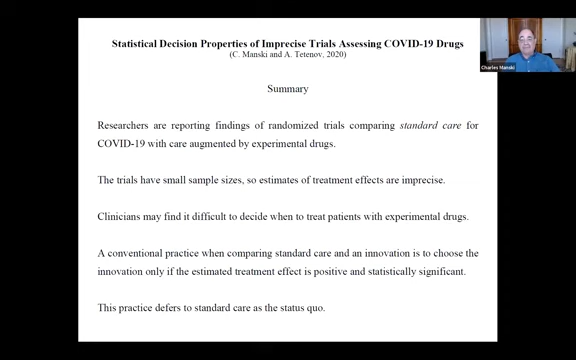 Statistical Decision Properties of Imprecise Trials Assessing COVID-19 Drugs
(C. Manski and A. Tetenov, 2020)
Charles Manski
Summary
Researchers are reporting findings of randomized trials comparing standard care for
COVID-19 with care augmented by experimental drugs.
The trials have small sample sizes, so estimates of treatment effects are imprecise.
Clinicians may find it difficult to decide when to treat patients with experimental drugs.
A conventional practice when comparing standard care and an innovation is to choose the
innovation only if the estimated treatment effect is positive and statistically significant.
This practice defers to standard care as the status quo.